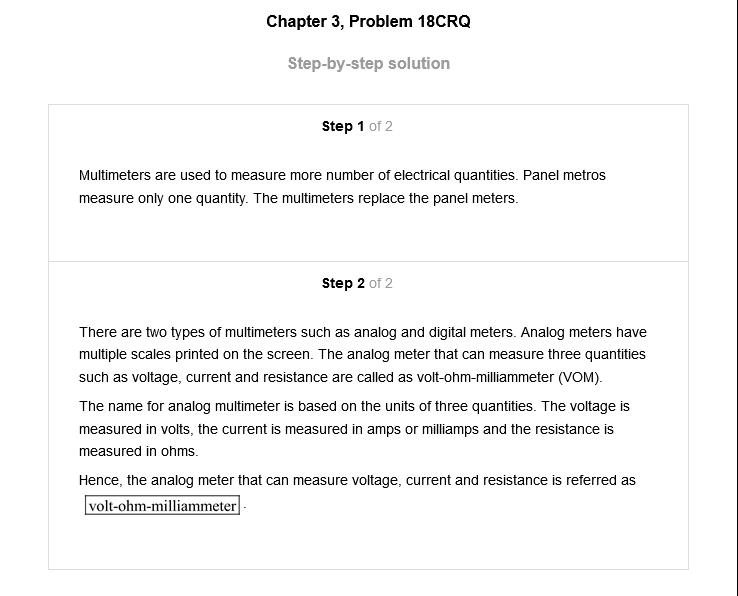 Chapter 3, Problem 18CRQ
Step-by-step solution
Step 1 of 2
Multimeters are used to measure more number of electrical quantities. Panel metros
measure only one quantity. The multimeters replace the panel meters.
Step 2 of 2
There are two types of multimeters such as analog and digital meters. Analog meters have
multiple scales printed on the screen. The analog meter that can measure three quantities
such as voltage, current and resistance are called as volt-ohm-milliammeter (VOM).
The name for analog multimeter is based on the units of three quantities. The voltage is
measured in volts, the current is measured in amps or milliamps and the resistance is
measured in ohms.
Hence, the analog meter that can measure voltage, current and resistance is referred as
volt-ohm-milliammeter.